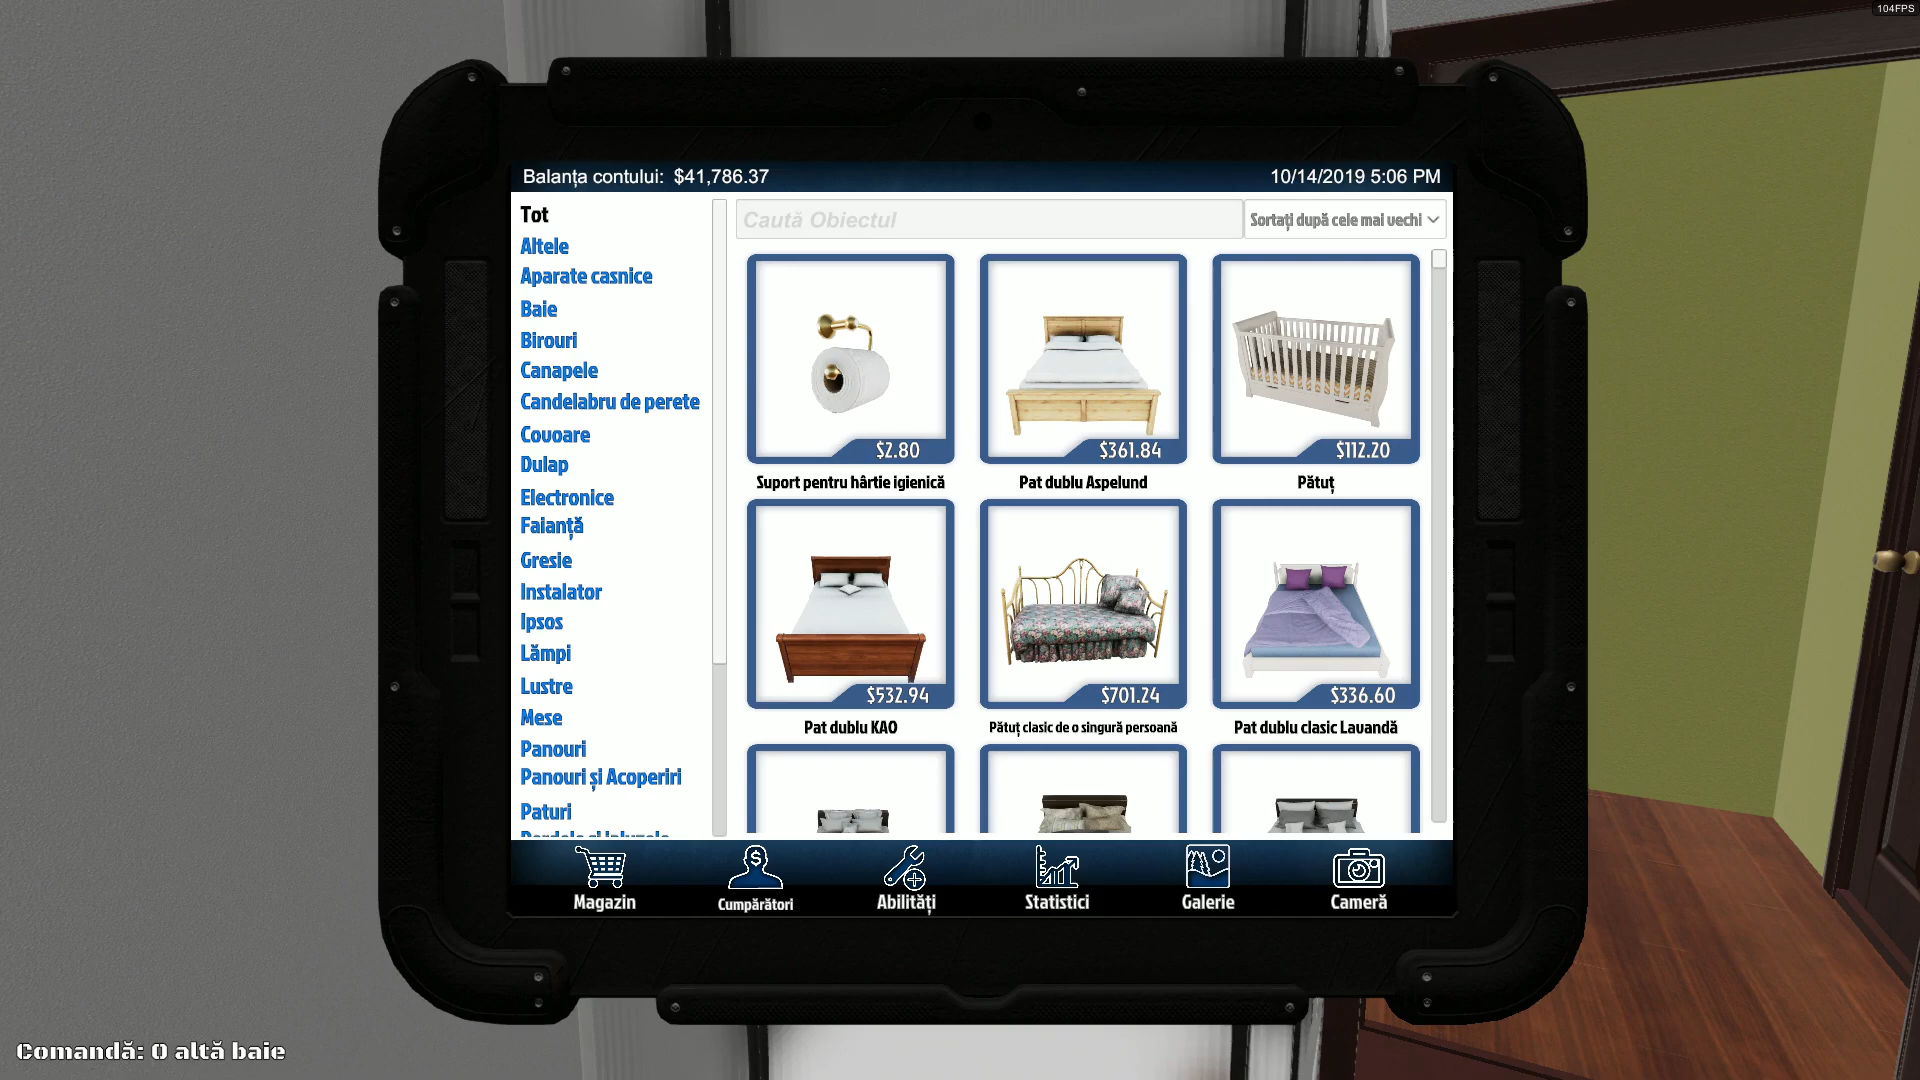 104FPS
Balanța contului: $41,786.37
10/14/2019 5:06 PM
Tot
Altele
Aparate casnice
Baie
Birouri
Canapele
Candelabru de perete
Covoare
Dulap
Electronice
Faianță
Gresie
Instalator
Ipsos
Lămpi
Lustre
Mese
Panouri
Panouri și Acoperiri
Paturi
Caută Obiectul
Sortați după cele mai vechi
$2.80
$361.84
$112.20
Suport pentru hârtie igienică
Pat dublu Aspelund
Pătuț
$532.94
$701.24
$336.60
Pat dublu KAO
Pătuț clasic de o singură persoană
Pat dublu clasic Lavandă
Magazin
Cumpărători
Abilități
Statistici
Galerie
Cameră
Comandă: O altă baie